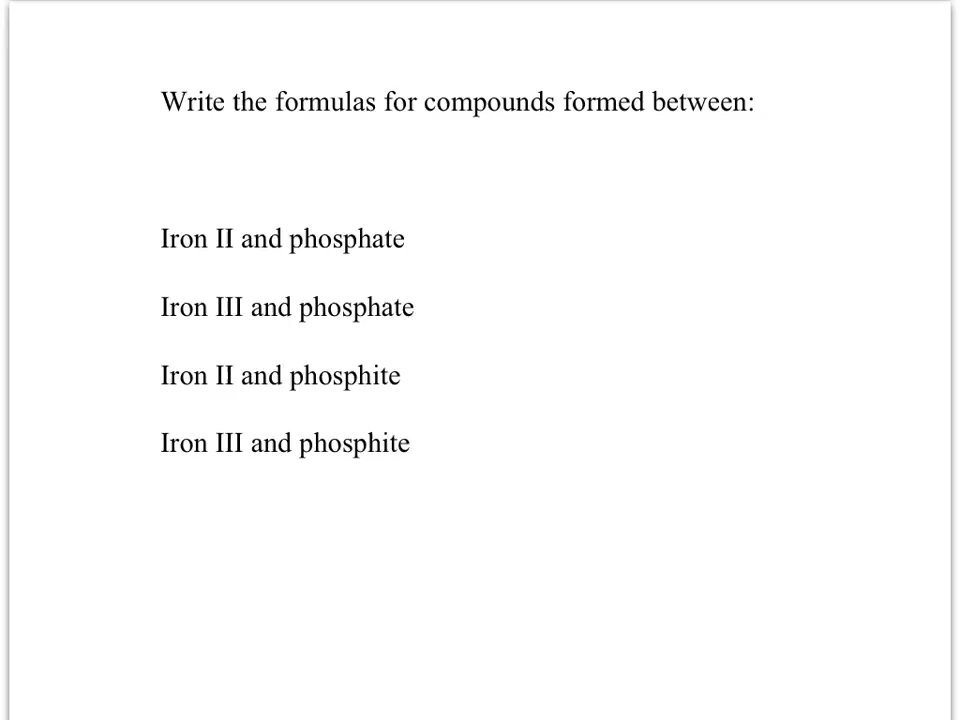 Write the formulas for compounds formed between:
Iron II and phosphate
Iron III and phosphate
Iron II and phosphite
Iron III and phosphite